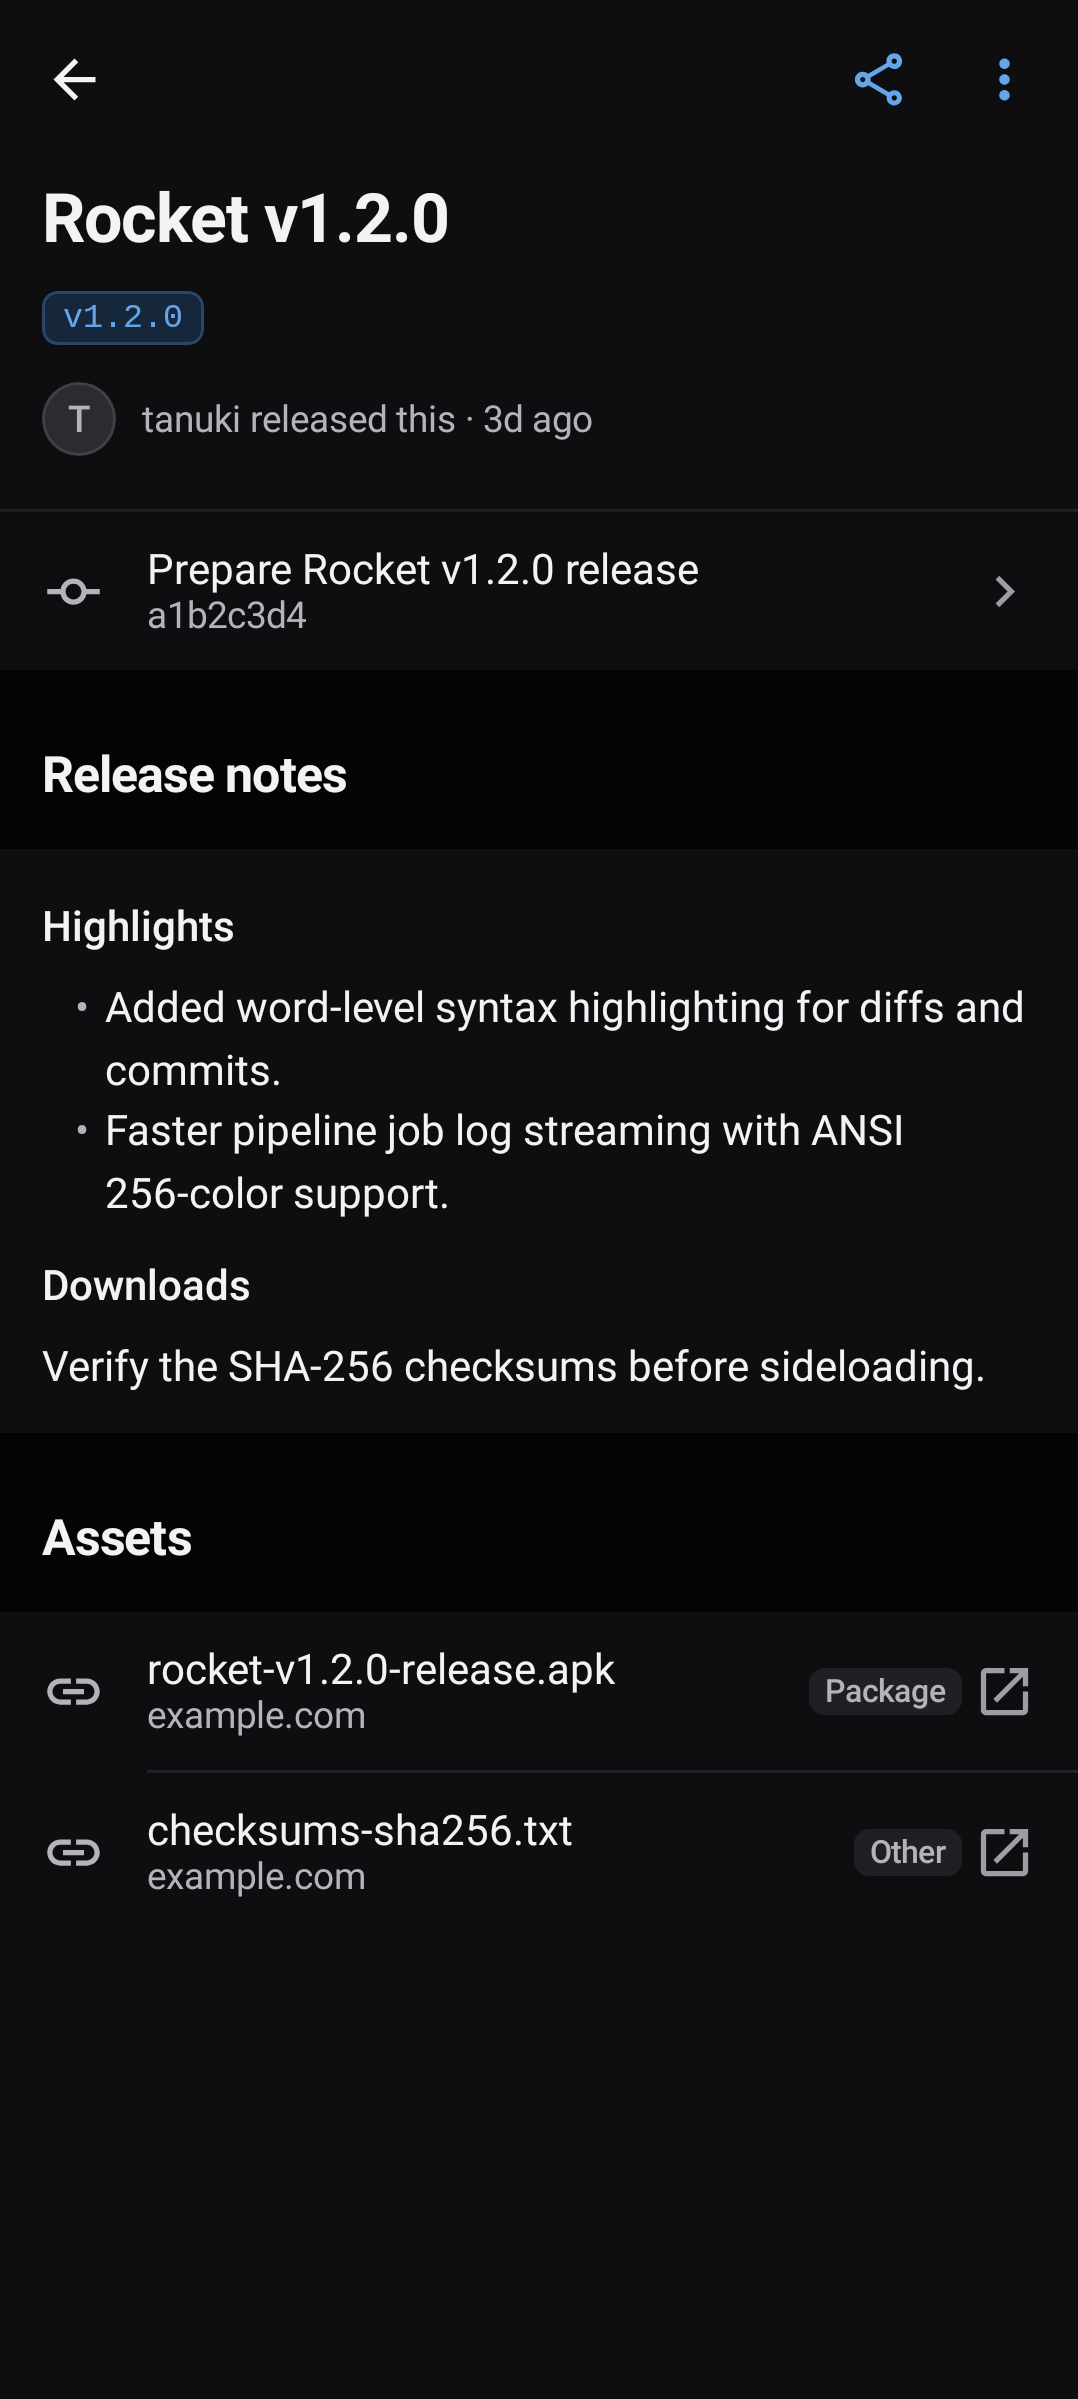 Rocket v1.2.0
v1.2.0
T
tanuki released this · 3d ago
Prepare Rocket v1.2.0 release
a1b2c3d4
Release notes
Highlights
• Added word-level syntax highlighting for diffs and
commits.
• Faster pipeline job log streaming with ANSI
256-color support.
Downloads
Verify the SHA-256 checksums before sideloading.
Assets
rocket-v1.2.0-release.apk
Package
example.com
checksums-sha256.txt
Other
example.com